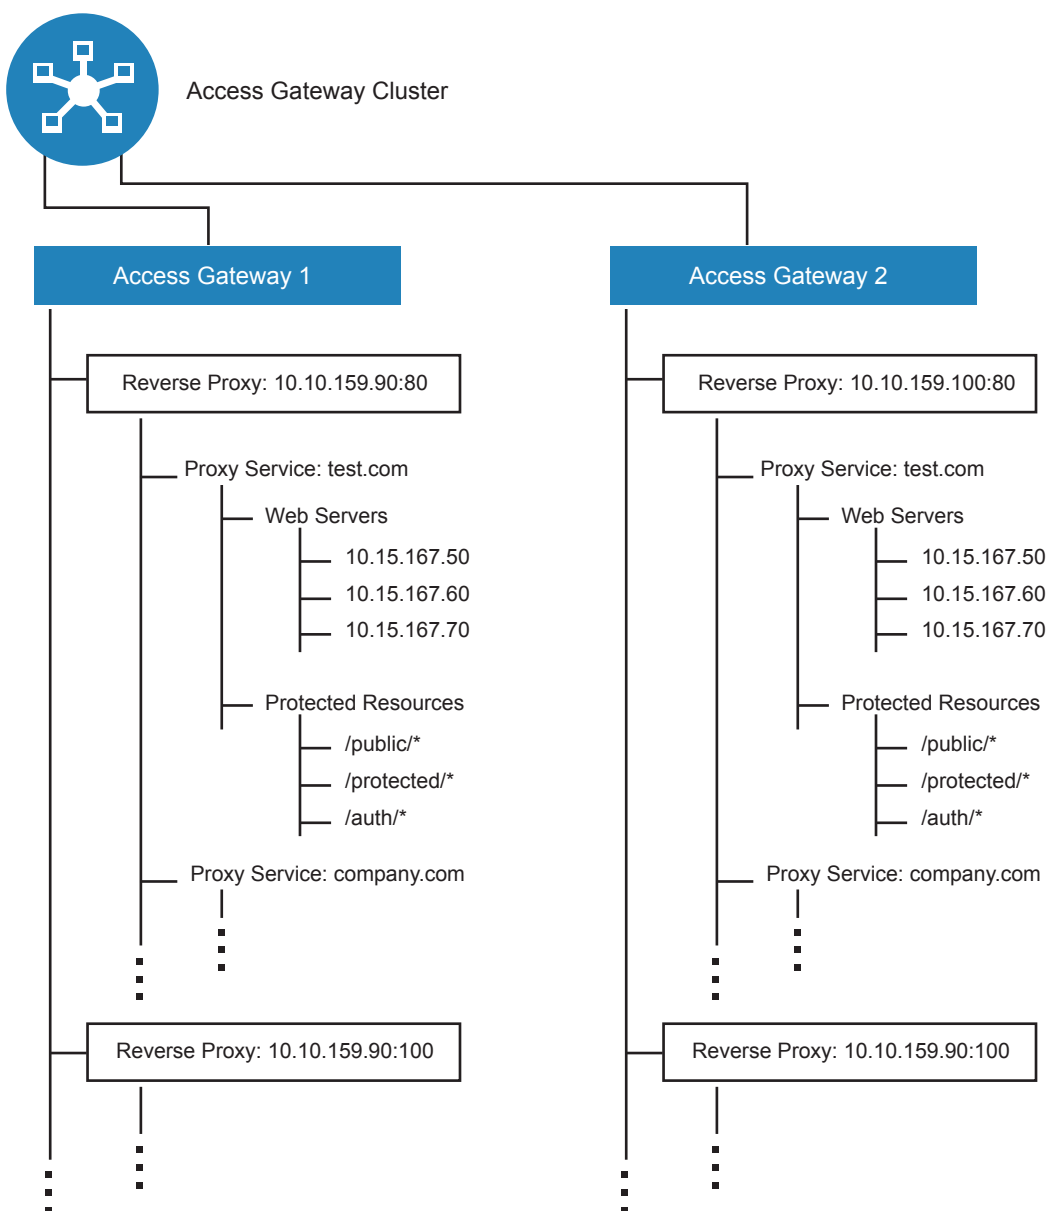 Access Gateway Cluster
Access Gateway 1
Reverse Proxy: 10.10.159.90:80
Proxy Service: test.com
Web Servers
10.15.167.50
10.15.167.60
10.15.167.70
Protected Resources
/public/*
/protected/*
/auth/*
Proxy Service: company.com
Reverse Proxy: 10.10.159.90:100
Access Gateway 2
Reverse Proxy: 10.10.159.100:80
Proxy Service: test.com
Web Servers
10.15.167.50
10.15.167.60
10.15.167.70
Protected Resources
/public/*
/protected/*
/auth/*
Proxy Service: company.com
Reverse Proxy: 10.10.159.90:100